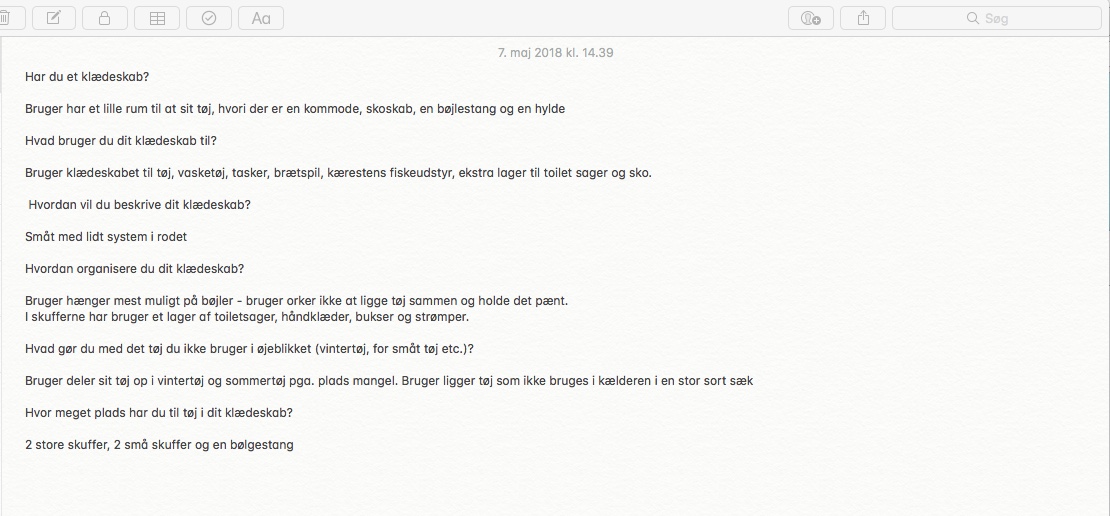 Aa
Søg
7. maj 2018 kl. 14.39
Har du et klædeskab?
Bruger har et lille rum til at sit tøj, hvori der er en kommode, skoskab, en bøjlestang og en hylde
Hvad bruger du dit klædeskab til?
Bruger klædeskabet til tøj, vasketøj, tasker, brætspil, kærestens fiskeudstyr, ekstra lager til toilet sager og sko.
Hvordan vil du beskrive dit klædeskab?
Småt med lidt system i rodet
Hvordan organisere du dit klædeskab?
Bruger hænger mest muligt på bøjler - bruger orker ikke at ligge tøj sammen og holde det pænt.
I skufferne har bruger et lager af toiletsager, håndklæder, bukser og strømper.
Hvad gør du med det tøj du ikke bruger i øjeblikket (vintertøj, for småt tøj etc.)?
Bruger deler sit tøj op i vintertøj og sommertøj pga. plads mangel. Bruger ligger tøj som ikke bruges i kælderen i en stor sort sæk
Hvor meget plads har du til tøj i dit klædeskab?
2 store skuffer, 2 små skuffer og en bølgestang